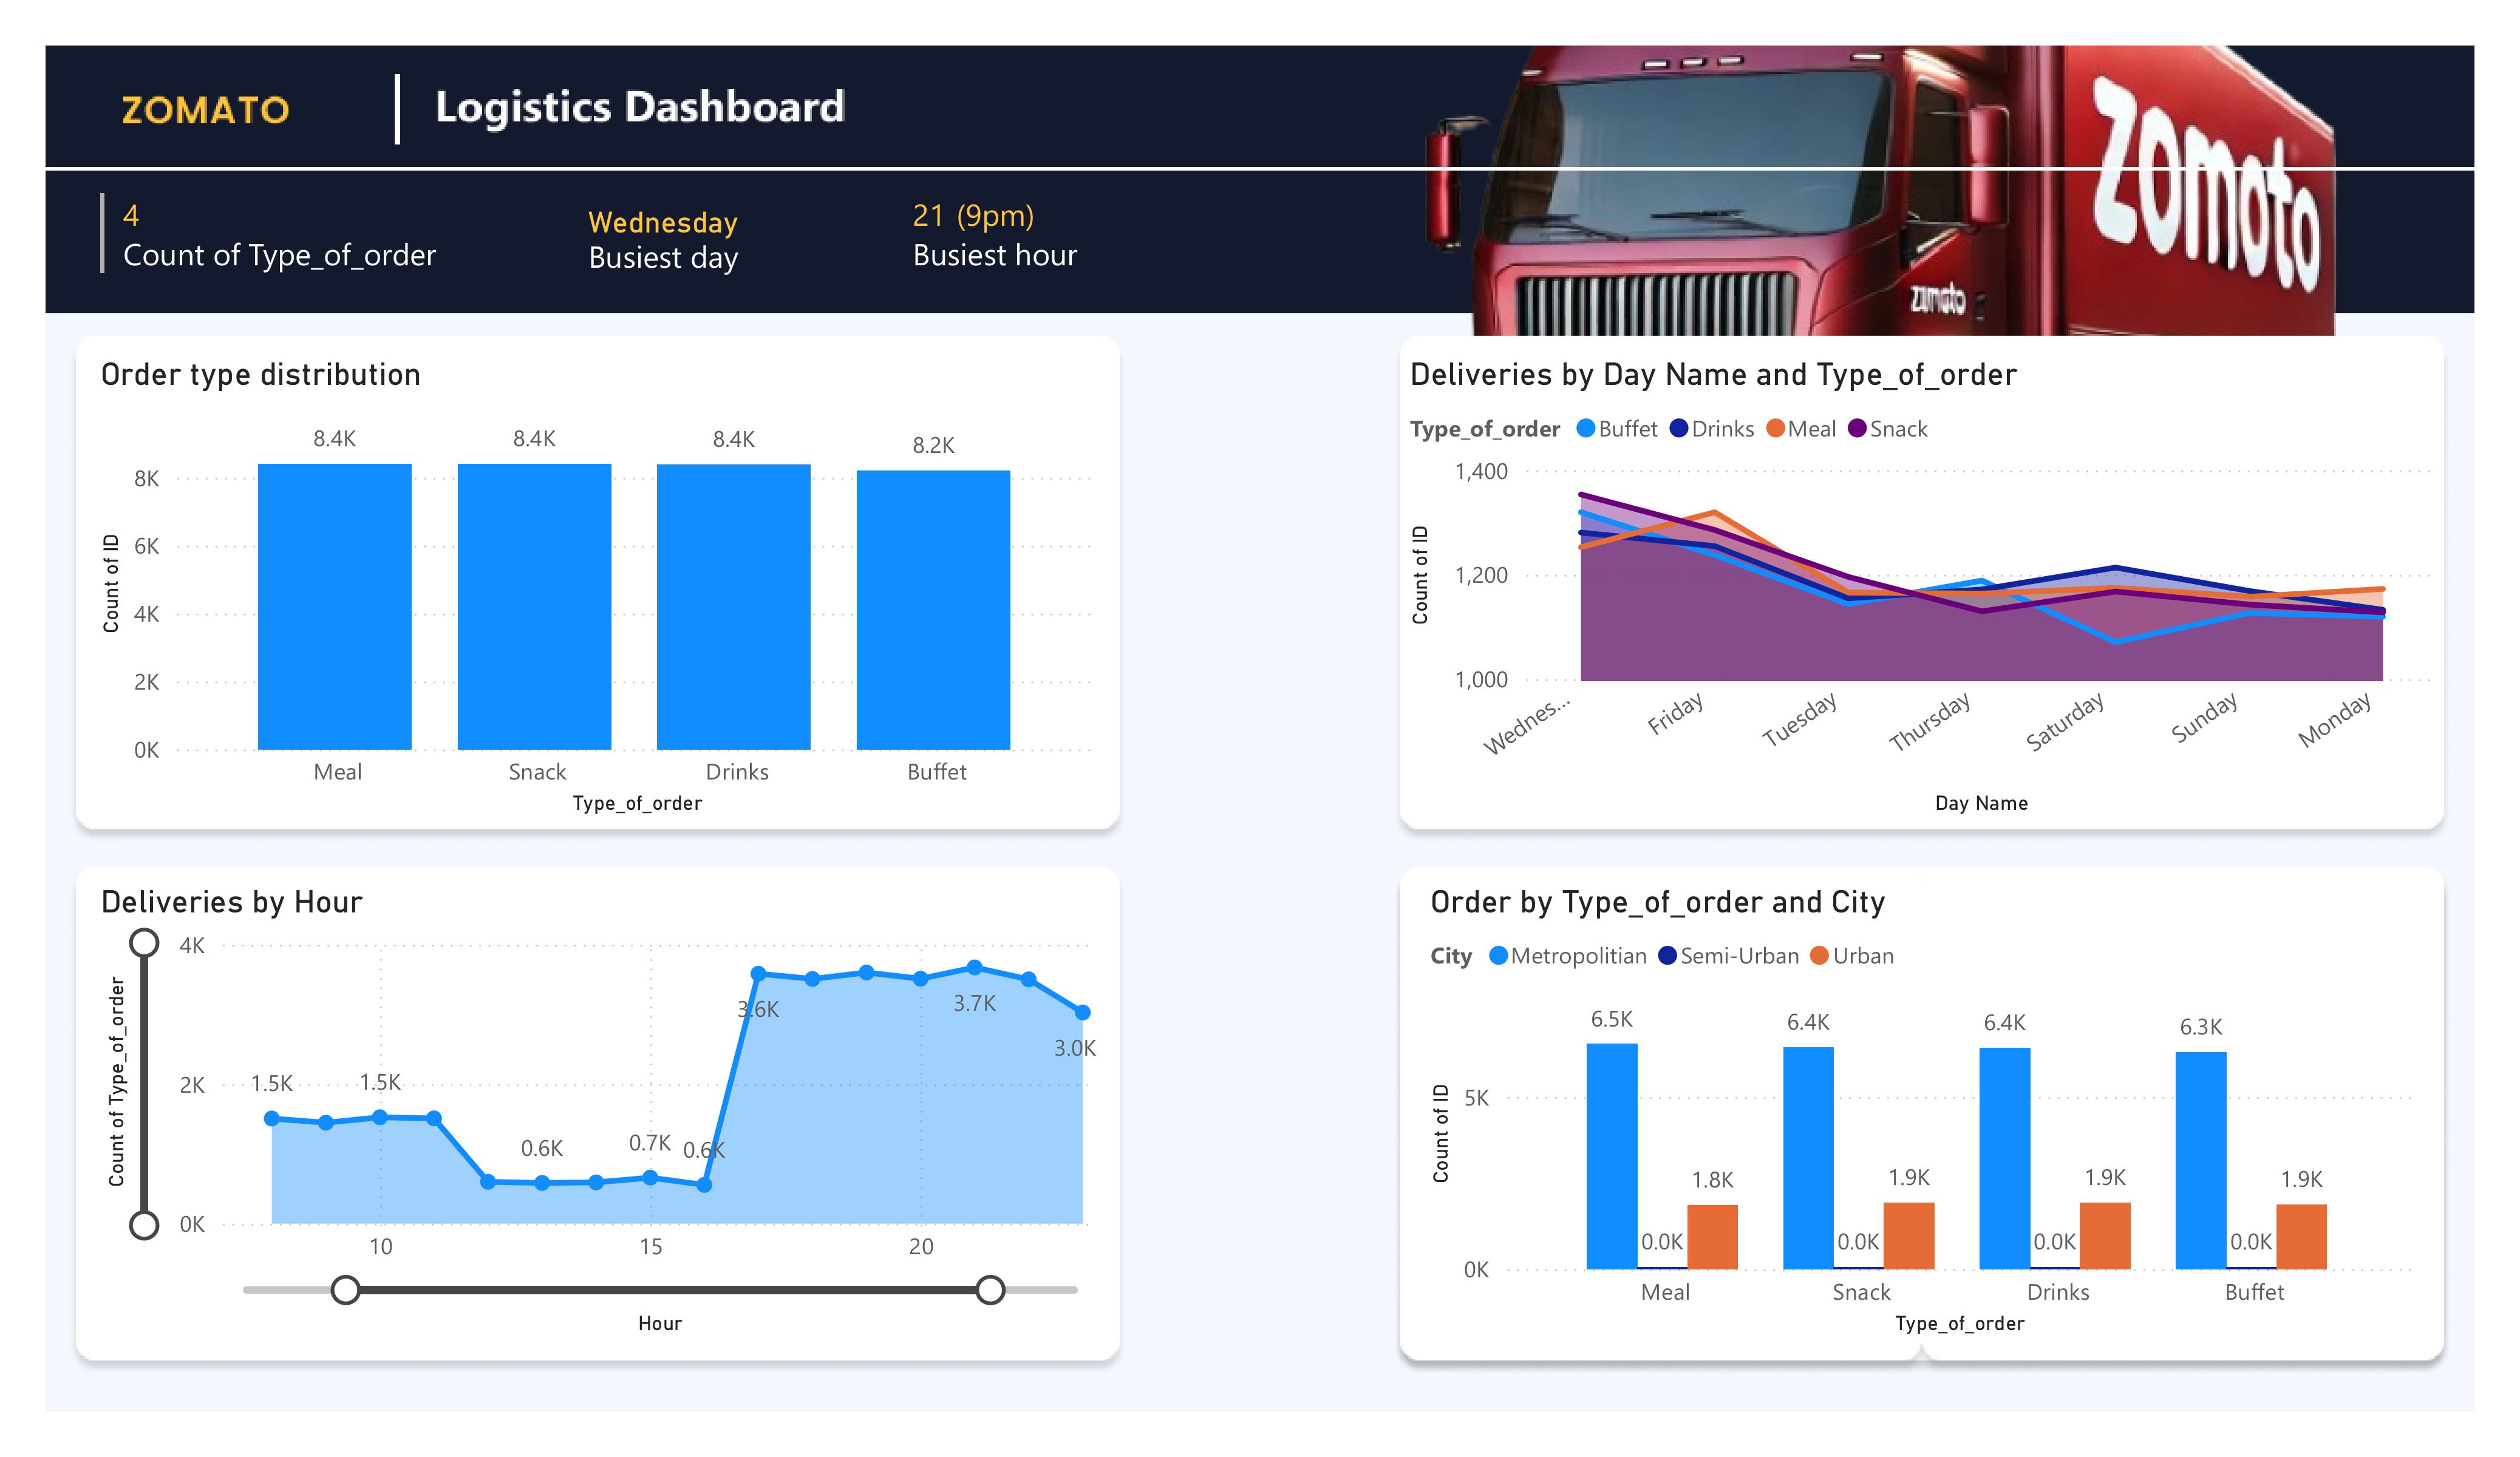 ZOMATO
Logistics Dashboard
4
Count of Type_of_order
Wednesday
Busiest day
21 (9pm)
Busiest hour
zomoto
zomato
Order type distribution
Count of ID
8K
6K
4K
2K
0K
8.4K
8.4K
8.4K
8.2K
Meal
Snack
Drinks
Buffet
Type_of_order
Deliveries by Day Name and Type_of_order
Type_of_order Buffet Drinks Meal Snack
Count of ID
1,400
1,200
1,000
Wednes...
Friday
Tuesday
Thursday
Saturday
Sunday
Monday
Day Name
Deliveries by Hour
Count of Type_of_order
4K
2K
0K
1.5K
1.5K
0.6K
0.7K
0.6K
3.6K
3.7K
3.0K
10
15
20
Hour
Order by Type_of_order and City
City Metropolitian Semi-Urban Urban
Count of ID
5K
0K
6.5K
0.0K
1.8K
6.4K
0.0K
1.9K
6.4K
0.0K
1.9K
6.3K
0.0K
1.9K
Meal
Snack
Drinks
Buffet
Type_of_order